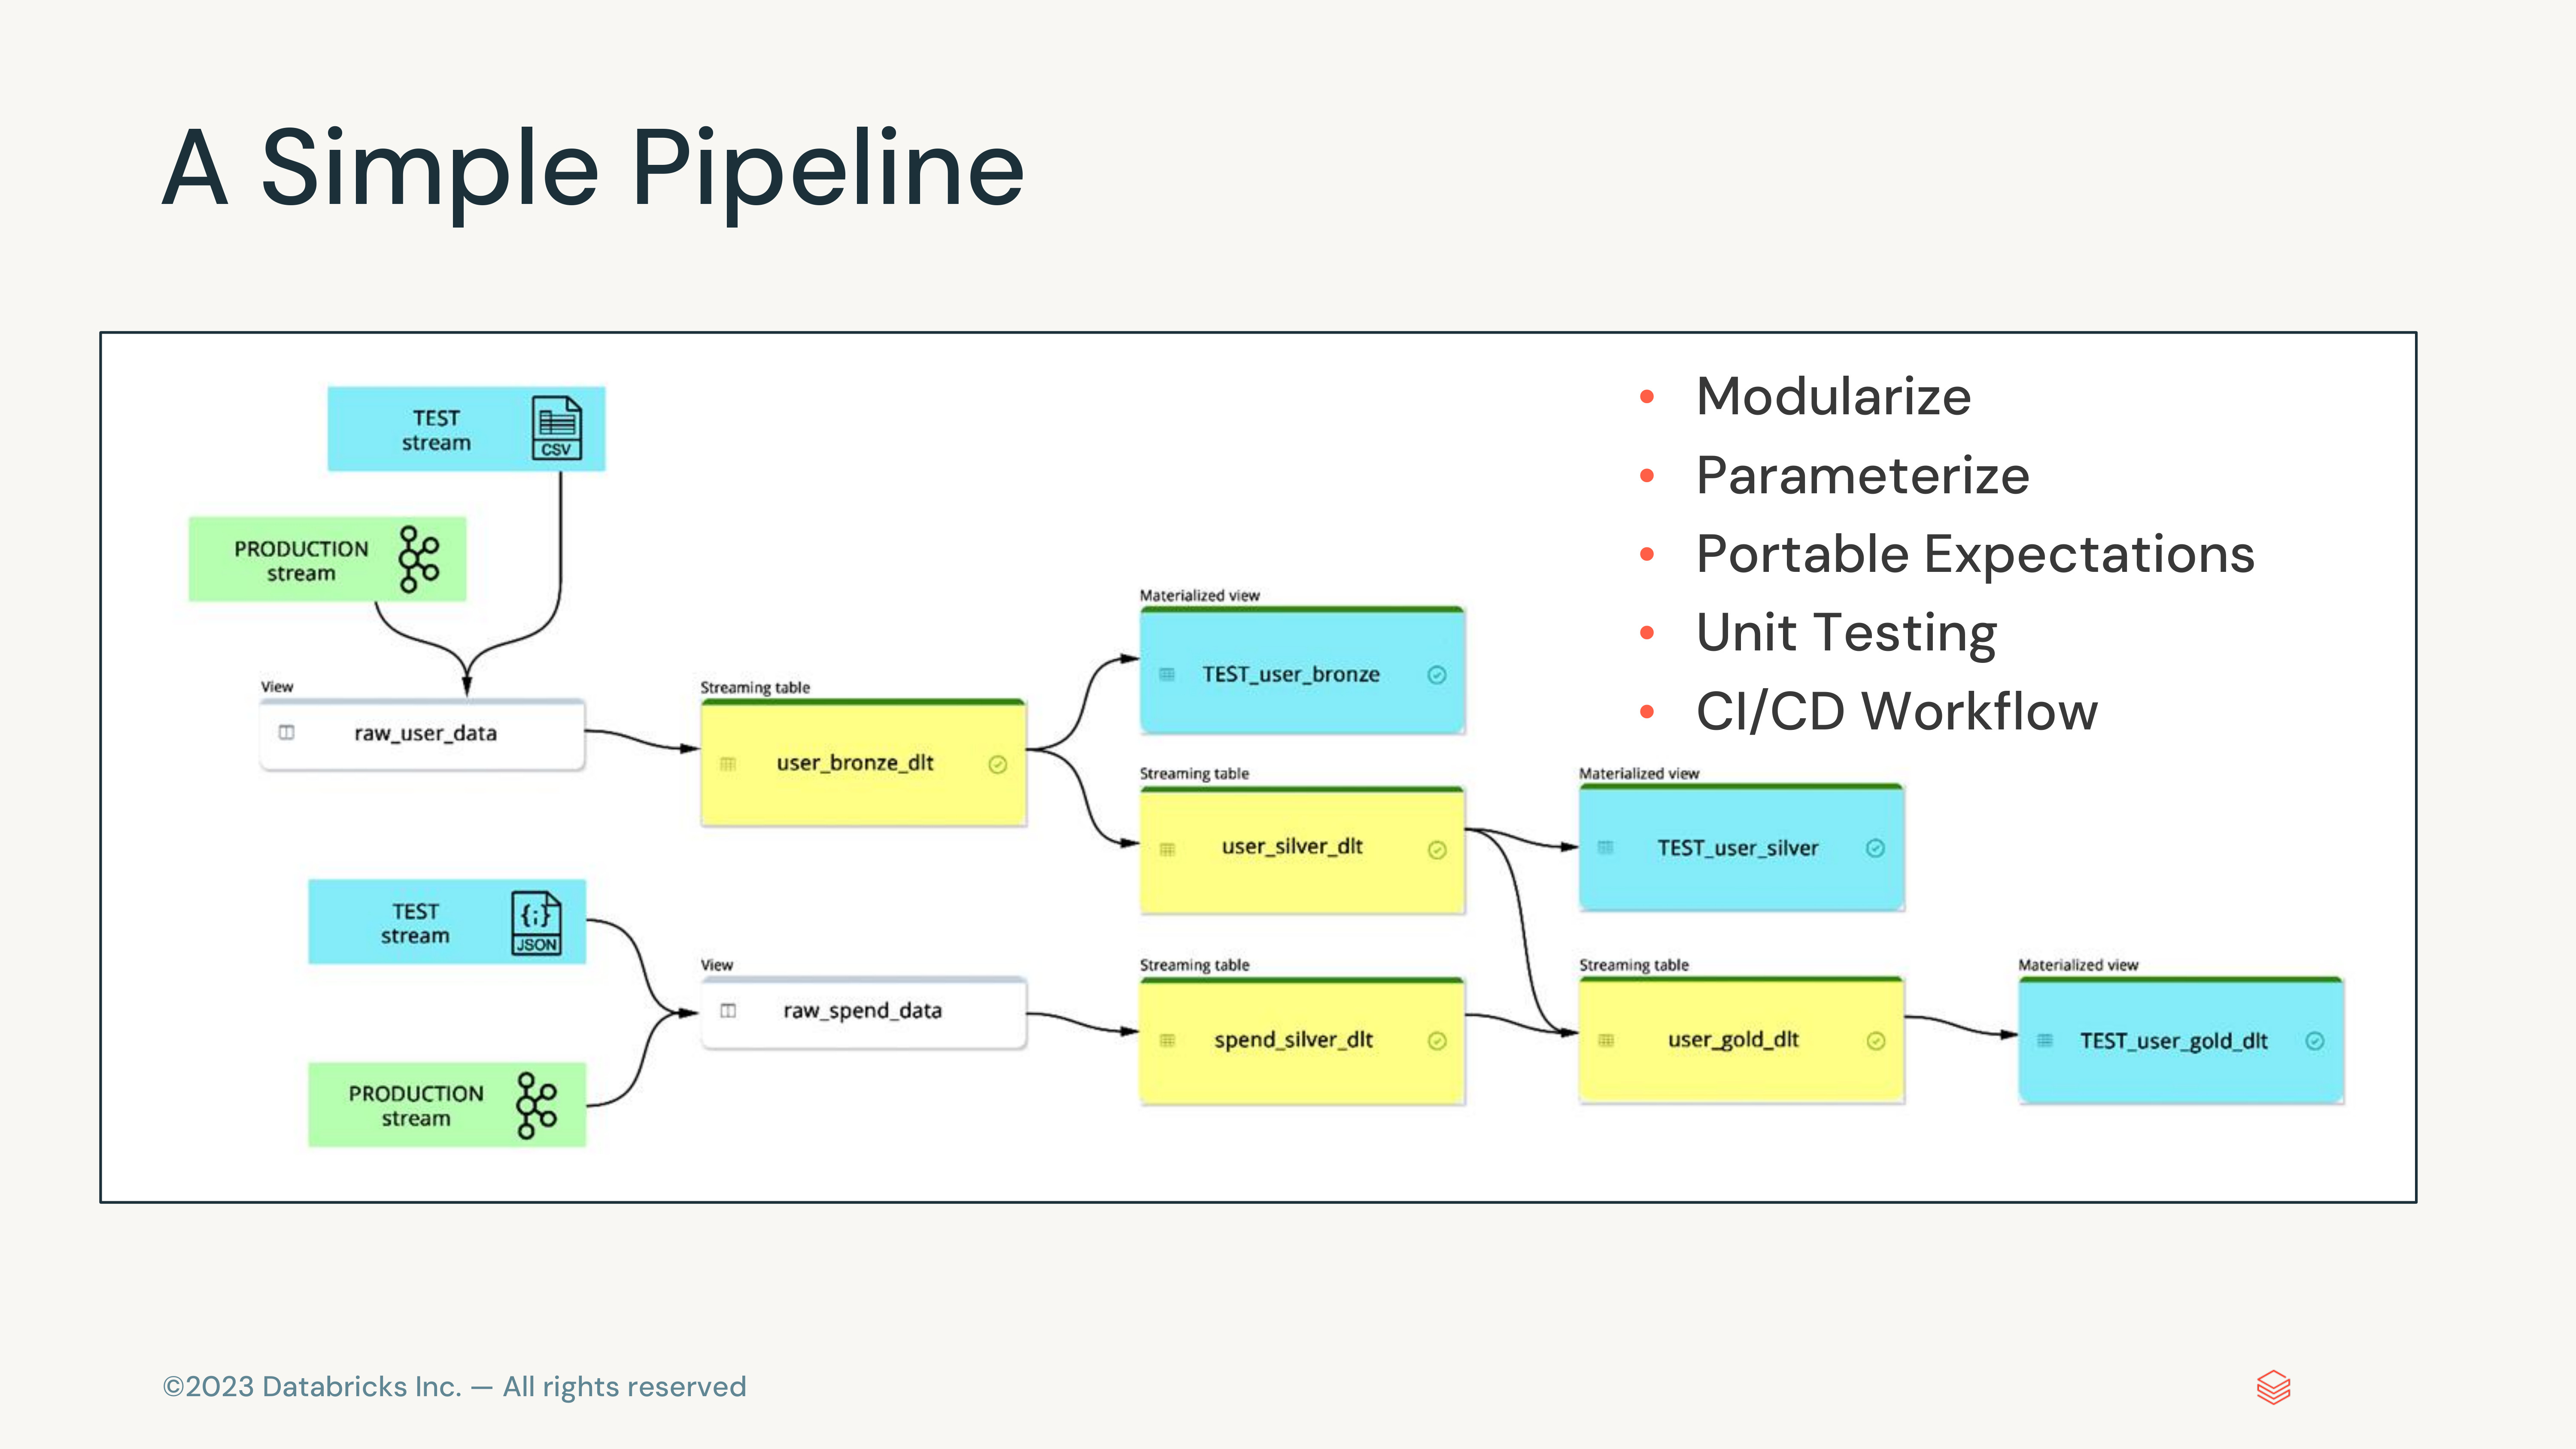 A Simple Pipeline
TEST
stream
CSV
PRODUCTION
stream
• Modularize
• Parameterize
• Portable Expectations
• Unit Testing
• CI/CD Workflow
View
raw_user_data
Streaming table
user_bronze_dlt
Materialized view
TEST_user_bronze
Streaming table
user_silver_dlt
Materialized view
TEST_user_silver
TEST
stream
{;}
JSON
PRODUCTION
stream
View
raw_spend_data
Streaming table
spend_silver_dlt
Streaming table
user_gold_dlt
Materialized view
TEST_user_gold_dlt
©2023 Databricks Inc. — All rights reserved